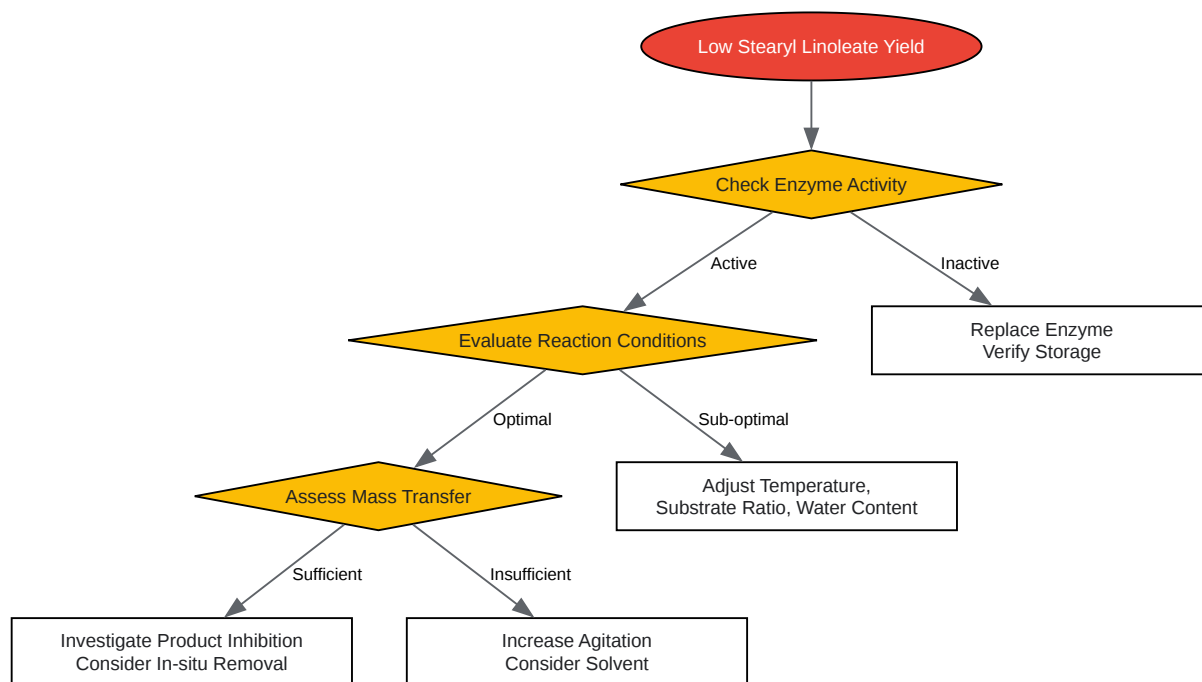 Low Stearyl Linoleate Yield
Check Enzyme Activity
Active
Inactive
Evaluate Reaction Conditions
Replace Enzyme
Verify Storage
Optimal
Sub-optimal
Assess Mass Transfer
Adjust Temperature,
Substrate Ratio, Water Content
Sufficient
Insufficient
Investigate Product Inhibition
Consider In-situ Removal
Increase Agitation
Consider Solvent